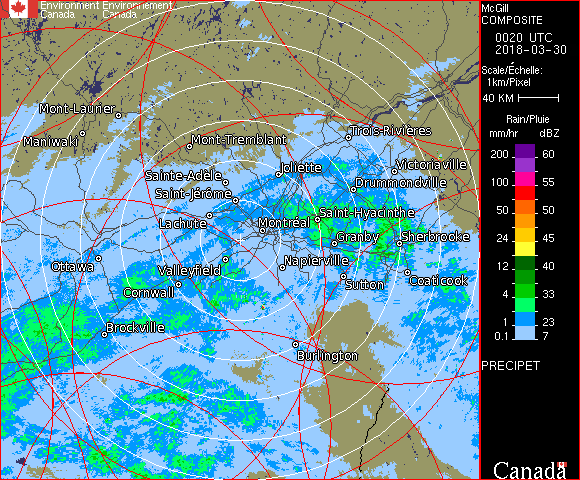 Environment Environnement
Canada Canada
McGill
COMPOSITE
0020 UTC
2018-03-30
Scale/Échelle:
1km/Pixel
40 KM
Rain/Pluie
mm/hr dBZ
200 60
100 55
50 50
24 45
12 40
4 33
1 23
0.1 7
PRECIPET
Mont-Laurier
Maniwaki
Mont-Tremblant
Trois-Rivières
Sainte-Adèle
Joliette
Victoriaville
Saint-Jérôme
Drummondville
Lachute
Montréal
Saint-Hyacinthe
Granby
Sherbrooke
Ottawa
Valleyfield
Napierville
Cornwall
Sutton
Coaticook
Brockville
Burlington
Canada